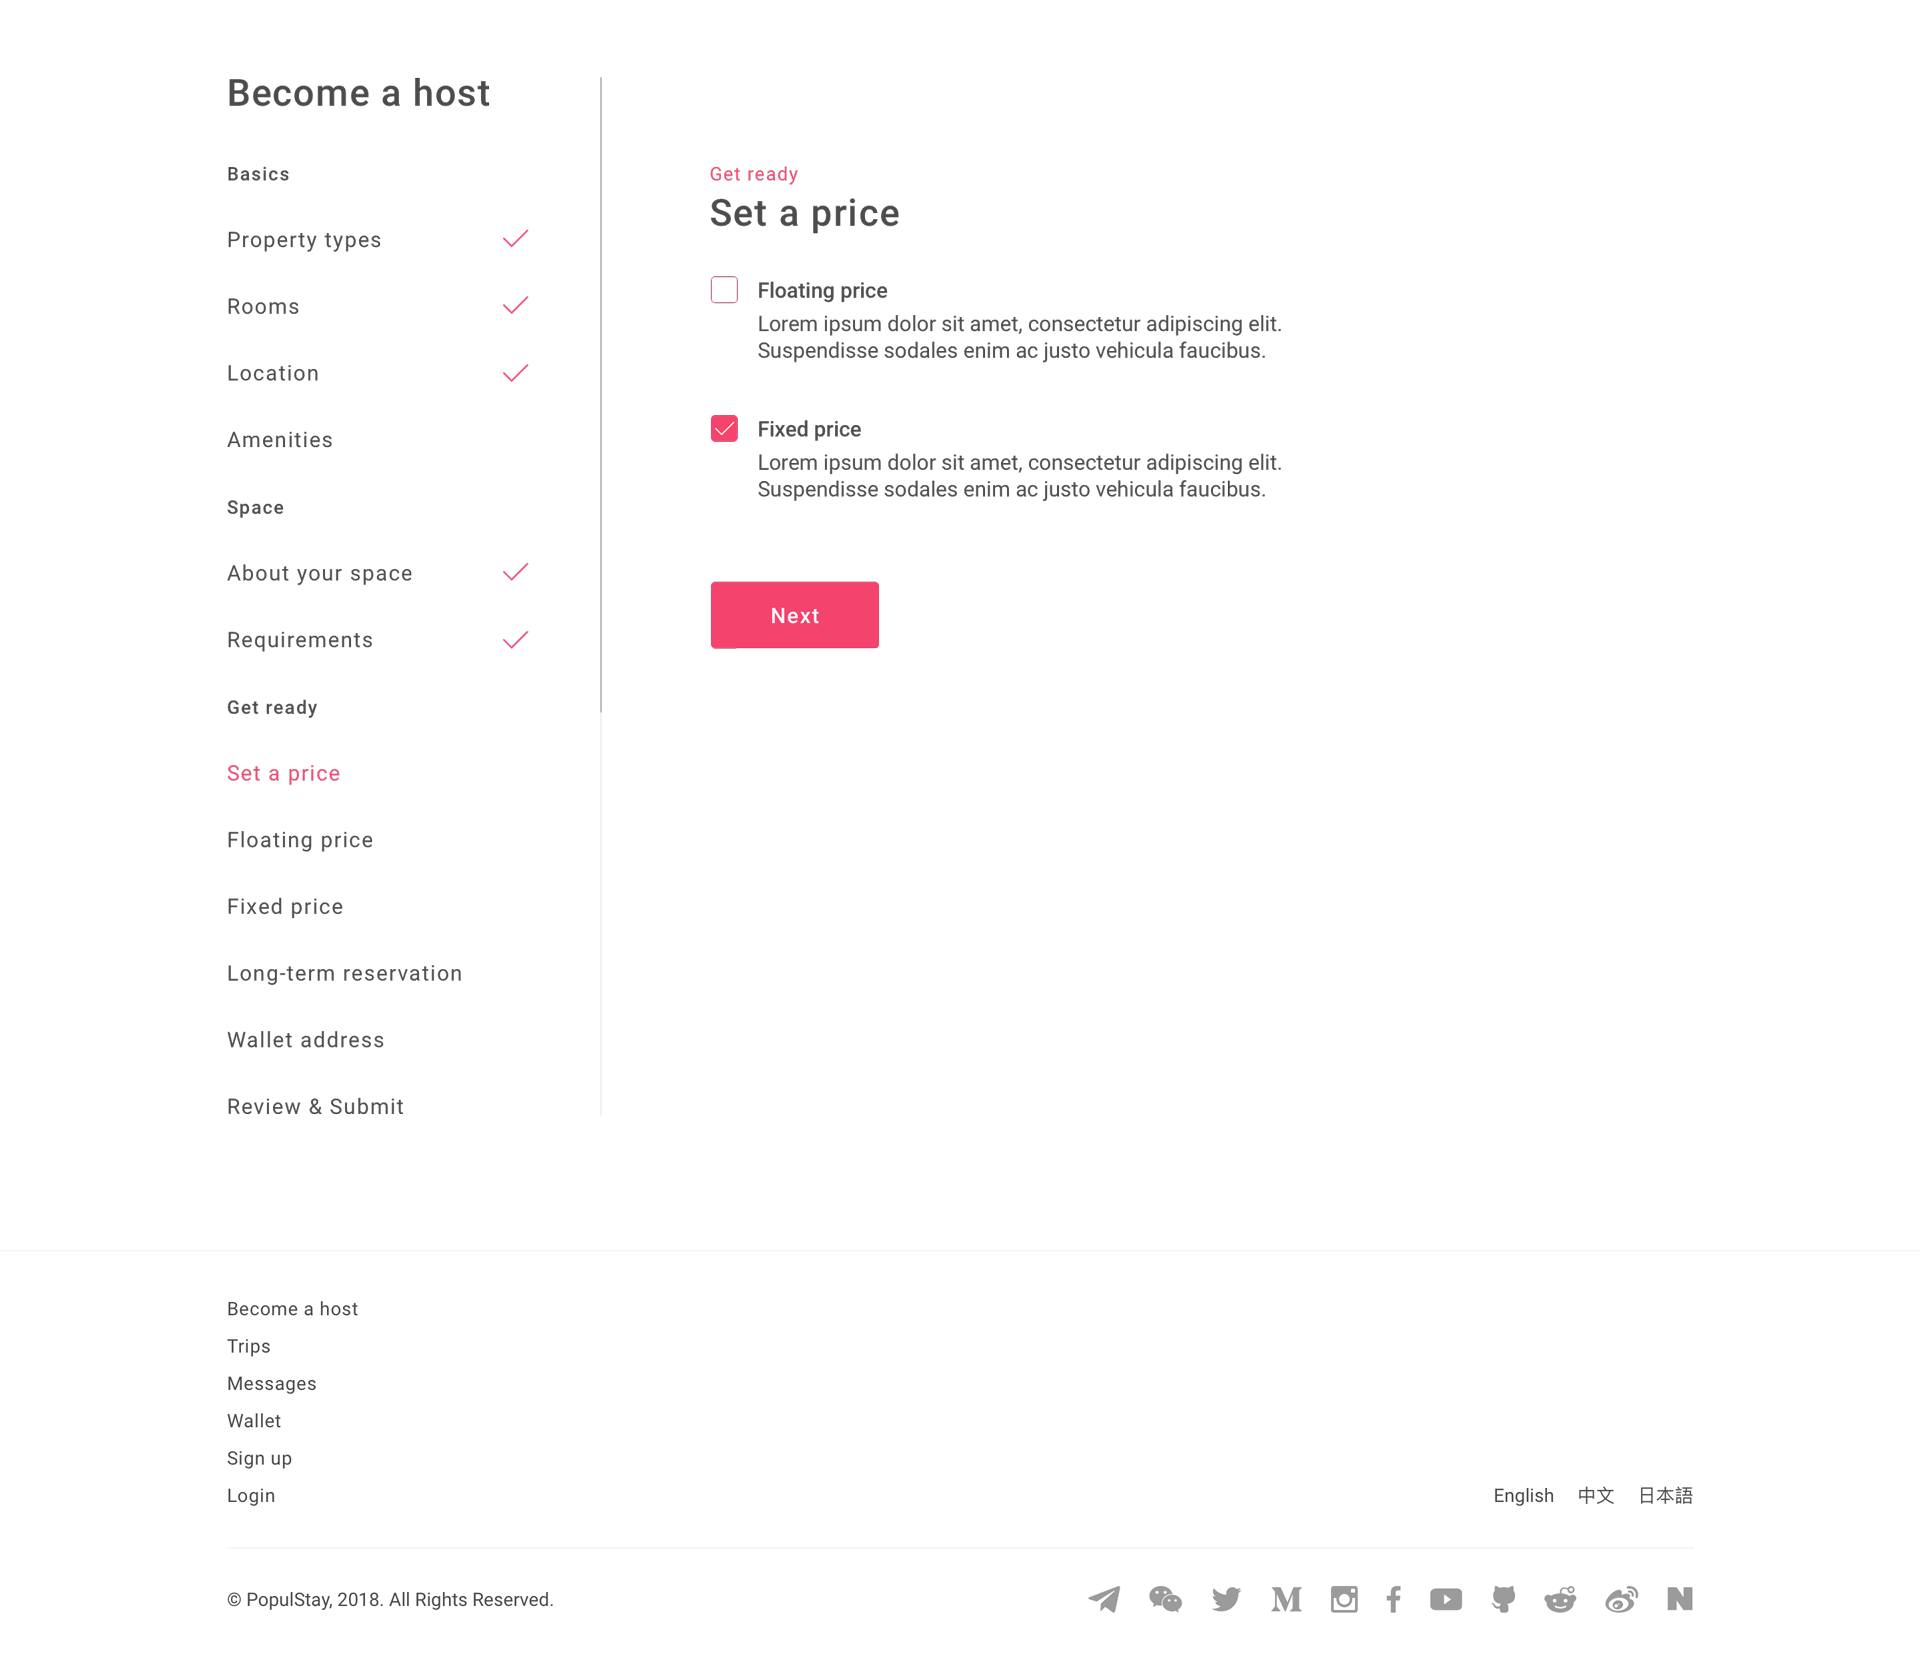 Become a host
Basics
Property types
Rooms
Location
Amenities
Space
About your space
Requirements
Get ready
Set a price
Floating price
Fixed price
Long-term reservation
Wallet address
Review & Submit
Get ready
Set a price
Floating price
Lorem ipsum dolor sit amet, consectetur adipiscing elit.
Suspendisse sodales enim ac justo vehicula faucibus.
Fixed price
Lorem ipsum dolor sit amet, consectetur adipiscing elit.
Suspendisse sodales enim ac justo vehicula faucibus.
Next
Become a host
Trips
Messages
Wallet
Sign up
Login
English 中文 日本語
© PopulStay, 2018. All Rights Reserved.